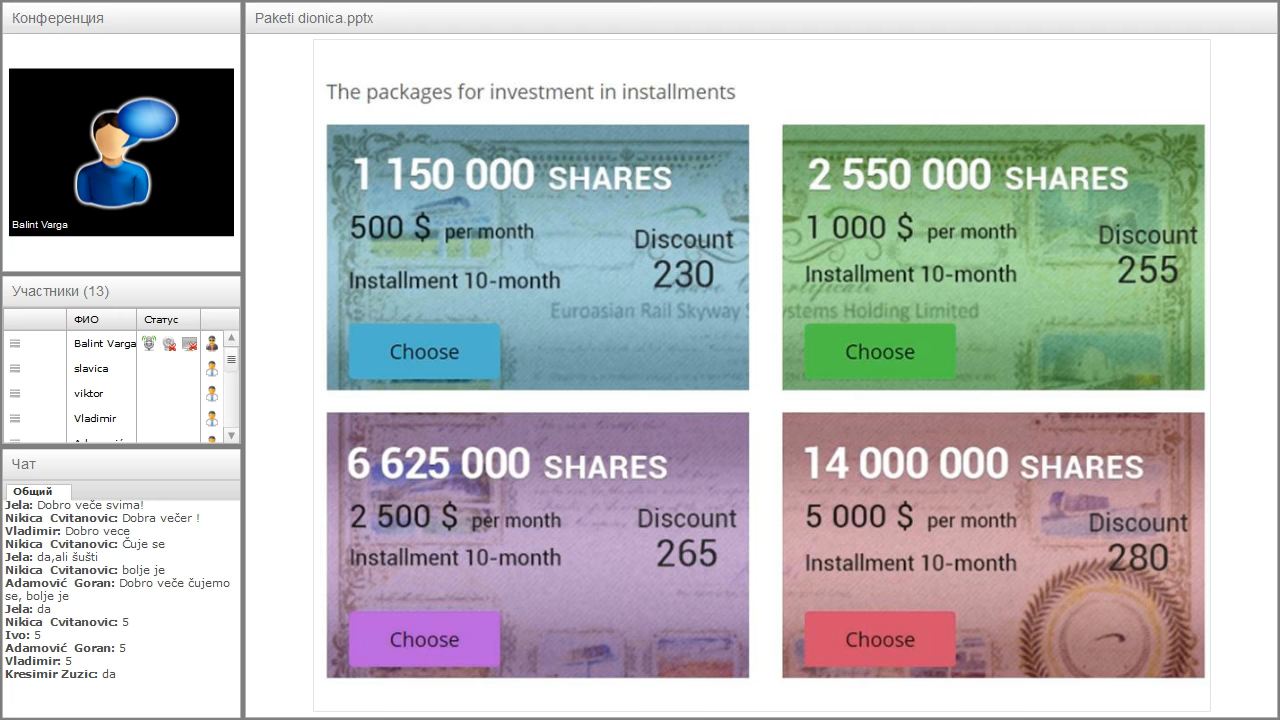 Конференция
Balint Varga
Участники (13)
ФИО Статус
Balint Varga
slavica
viktor
Vladimir
Чат
Общий
Jela: Dobro veče svima!
Nikica Cvitanovic: Dobra večer !
Vladimir: Dobro vece
Nikica Cvitanovic: Čuje se
Jela: da,ali šušti
Nikica Cvitanovic: bolje je
Adamović Goran: Dobro veče čujemo
se, bolje je
Jela: da
Nikica Cvitanovic: 5
Ivo: 5
Adamović Goran: 5
Vladimir: 5
Kresimir Zuzic: da
Paketi dionica.pptx
The packages for investment in installments
1 150 000 SHARES
500 $ per month
Discount
230
Installment 10-month
Euroasian Rail Skyway
Choose
2 550 000 SHARES
1 000 $ per month
Discount
255
Installment 10-month
ystems Holding Limited
Choose
6 625 000 SHARES
2 500 $ per month
Discount
265
Installment 10-month
Choose
14 000 000 SHARES
5 000 $ per month
Discount
280
Installment 10-month
Choose